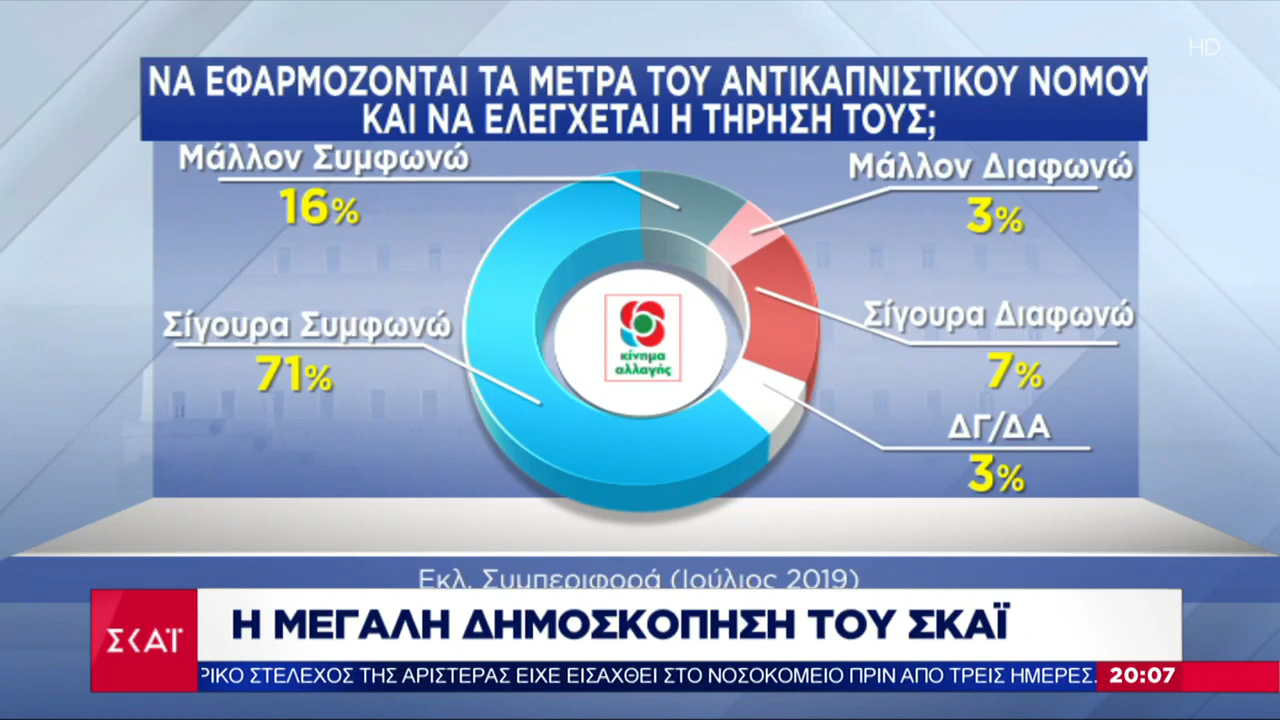 HD
ΝΑ ΕΦΑΡΜΟΖΟΝΤΑΙ ΤΑ ΜΕΤΡΑ ΤΟΥ ΑΝΤΙΚΑΠΝΙΣΤΙΚΟΥ ΝΟΜΟΥ
ΚΑΙ ΝΑ ΕΛΕΓΧΕΤΑΙ Η ΤΗΡΗΣΗ ΤΟΥΣ;
Μάλλον Συμφωνώ
16%
Μάλλον Διαφωνώ
3%
Σίγουρα Συμφωνώ
71%
Σίγουρα Διαφωνώ
7%
κίνημα
αλλαγής
ΔΓ/ΔΑ
3%
Εκλ. Συμπεριφορά (Ιούλιος 2019)
ΣΚΑΪ
Η ΜΕΓΑΛΗ ΔΗΜΟΣΚΟΠΗΣΗ ΤΟΥ ΣΚΑΪ
ΡΙΚΟ ΣΤΕΛΕΧΟΣ ΤΗΣ ΑΡΙΣΤΕΡΑΣ ΕΙΧΕ ΕΙΣΑΧΘΕΙ ΣΤΟ ΝΟΣΟΚΟΜΕΙΟ ΠΡΙΝ ΑΠΟ ΤΡΕΙΣ ΗΜΕΡΕΣ.
20:07